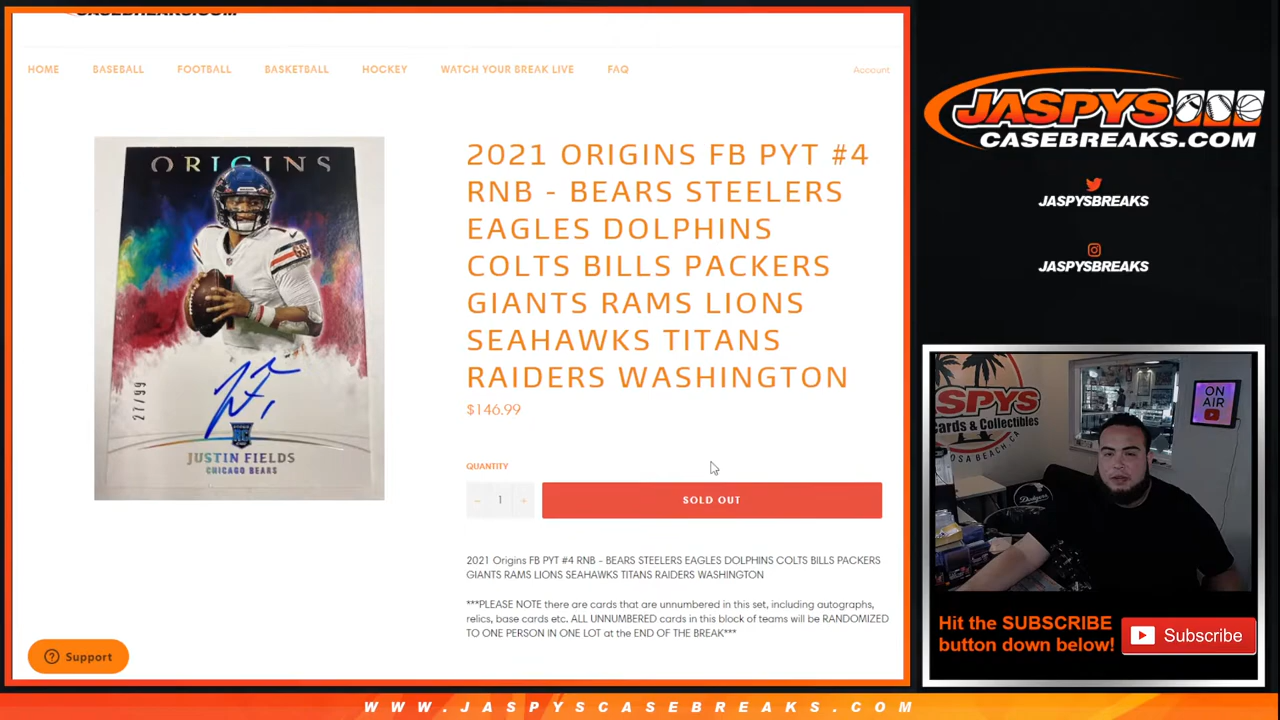 CASEBREAKS.COM
HOME BASEBALL FOOTBALL BASKETBALL HOCKEY WATCH YOUR BREAK LIVE FAQ Account
ORIGINS
27/99
RC
JUSTIN FIELDS
CHICAGO BEARS
2021 ORIGINS FB PYT #4
RNB - BEARS STEELERS
EAGLES DOLPHINS
COLTS BILLS PACKERS
GIANTS RAMS LIONS
SEAHAWKS TITANS
RAIDERS WASHINGTON
$146.99
QUANTITY
- 1 +
SOLD OUT
2021 Origins FB PYT #4 RNB - BEARS STEELERS EAGLES DOLPHINS COLTS BILLS PACKERS
GIANTS RAMS LIONS SEAHAWKS TITANS RAIDERS WASHINGTON
***PLEASE NOTE there are cards that are unnumbered in this set, including autographs,
relics, base cards etc. ALL UNNUMBERED cards in this block of teams will be RANDOMIZED
TO ONE PERSON IN ONE LOT at the END OF THE BREAK***
Support
JASPYS
CASEBREAKS.COM
JASPYSBREAKS
JASPYSBREAKS
ON
AIR
Dodgers
Hit the SUBSCRIBE
button down below!
Subscribe
WWW.JASPYSCASEBREAKS.COM